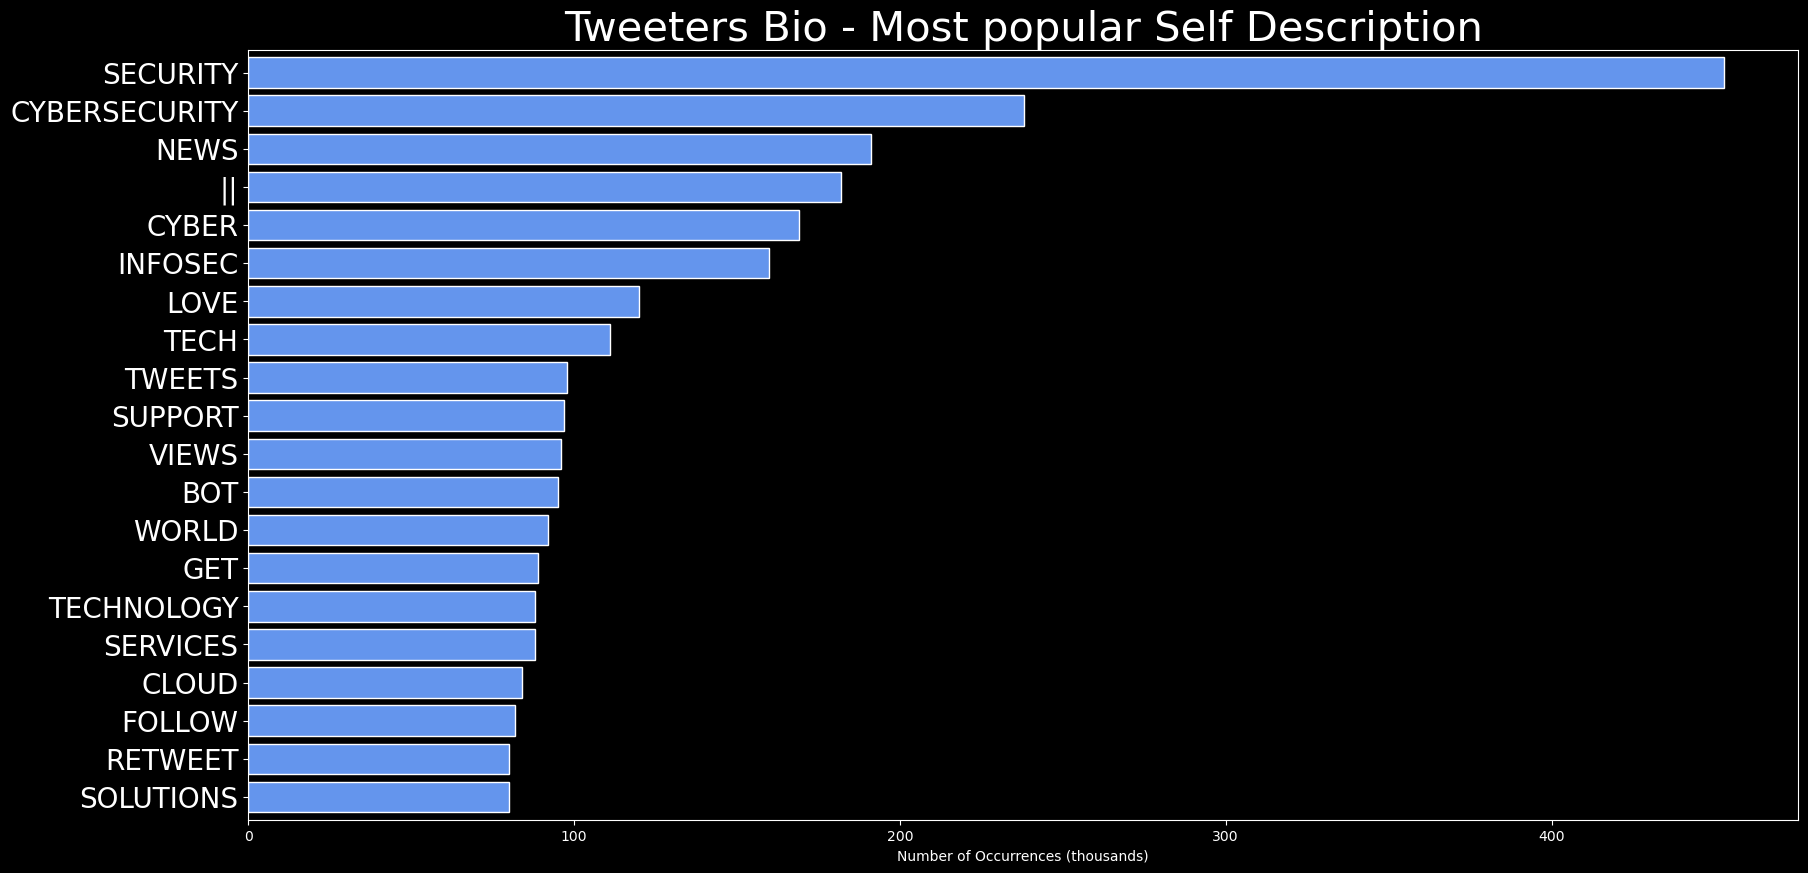 Tweeters Bio - Most popular Self Description
SECURITY
CYBERSECURITY
NEWS
||
CYBER
INFOSEC
LOVE
TECH
TWEETS
SUPPORT
VIEWS
BOT
WORLD
GET
TECHNOLOGY
SERVICES
CLOUD
FOLLOW
RETWEET
SOLUTIONS
0 100 200 300 400
Number of Occurrences (thousands)